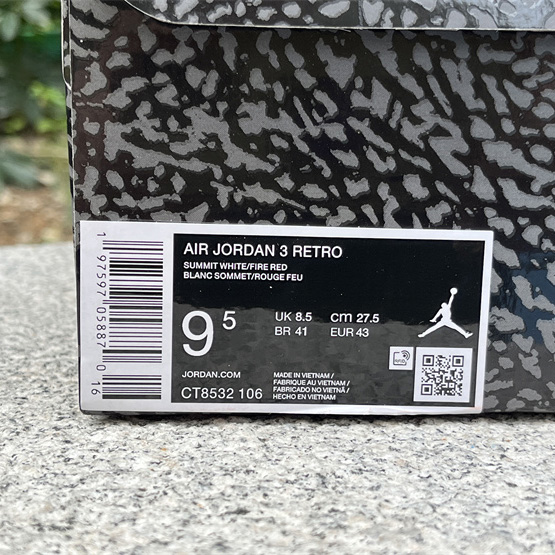 AIR JORDAN 3 RETRO
SUMMIT WHITE/FIRE RED
BLANC SOMMET/ROUGE FEU
9 5
UK 8.5 cm 27.5
BR 41 EUR 43
JORDAN.COM
CT8532 106
MADE IN VIETNAM /
FABRIQUE AU VIETNAM /
FABRICADO NO VIETNÃ /
HECHO EN VIETNAM
RFID
1 97597 05887 0 16